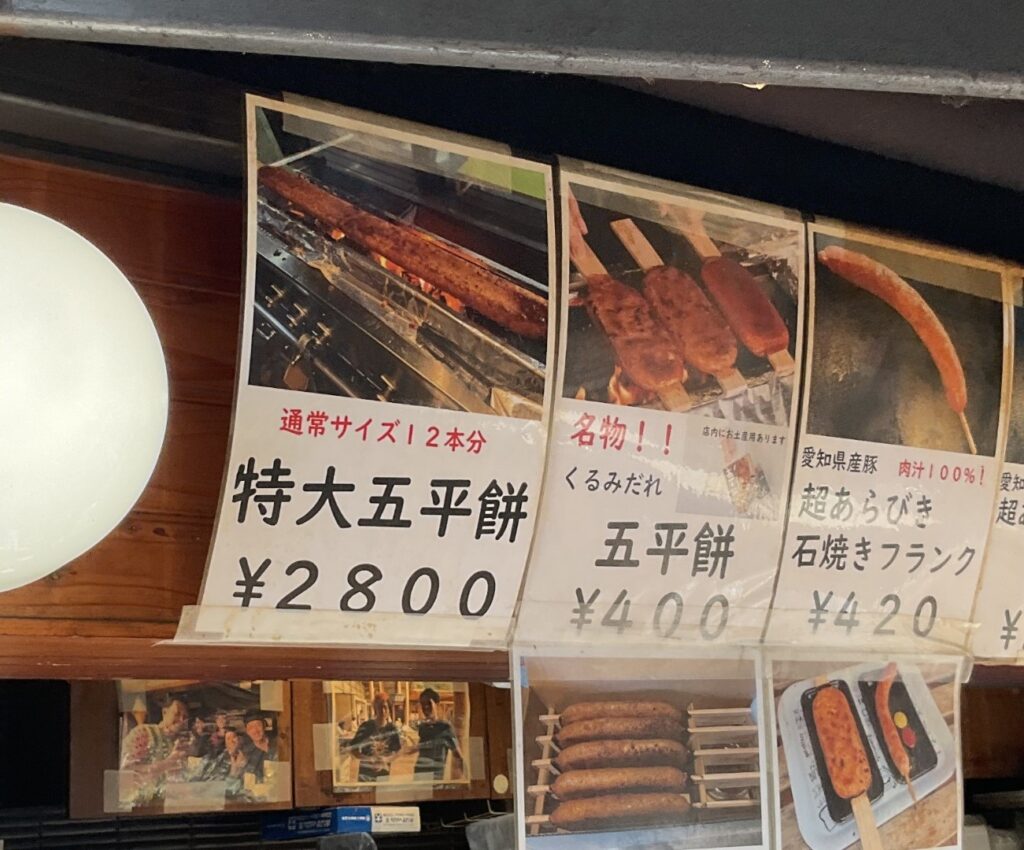 通常サイズ12本分
特大五平餅
¥2800
名物!!
店内にお土産用あります
くるみだれ
五平餅
¥400
愛知県産豚 肉汁100%!
超あらびき
石焼きフランク
¥420
愛知
超
¥